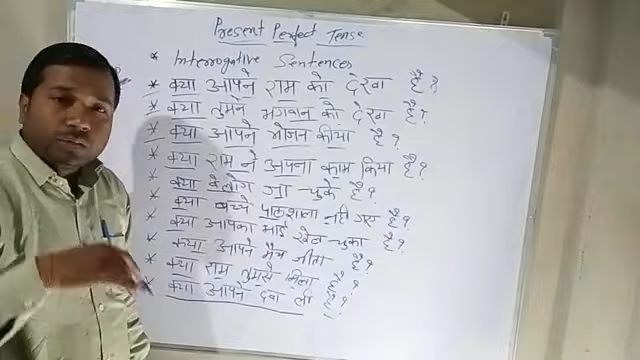 Present Perfect Tense
* Interrogative Sentences
* क्या आपने राम को देखा है?
* क्या तुमने भगवान को देखा है?
* क्या आपने भोजन कीया है?
* क्या राम ने अपना काम किया है?
* क्या वे लोग जा चुके है?
* क्या बच्चे पाठशाला नही गए है?
* क्या आपका भाई खेल चुका है?
* क्या आपने मैच जीता है?
* क्या राम तुमसे मिला है?
* क्या आपने दवा ली है?